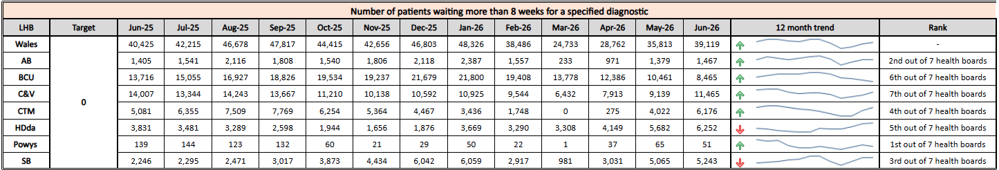 Number of patients waiting more than 8 weeks for a specified diagnostic
LHB Target Jun-25 Jul-25 Aug-25 Sep-25 Oct-25 Nov-25 Dec-25 Jan-26 Feb-26 Mar-26 Apr-26 May-26 Jun-26 12 month trend Rank
Wales 40,425 42,215 46,678 47,817 44,415 42,656 46,803 48,326 38,486 24,733 28,762 35,813 39,119 -
AB 1,405 1,541 2,116 1,808 1,540 1,806 2,118 2,387 1,557 233 971 1,379 1,467 2nd out of 7 health boards
BCU 13,716 15,055 16,927 18,826 19,534 19,237 21,679 21,800 19,408 13,778 12,386 10,461 8,465 6th out of 7 health boards
C&V 14,007 13,344 14,243 13,667 11,210 10,138 10,592 10,925 9,544 6,432 7,913 9,139 11,465 7th out of 7 health boards
0
CTM 5,081 6,355 7,509 7,769 6,254 5,364 4,467 3,436 1,748 0 275 4,022 6,176 4th out of 7 health boards
HDda 3,831 3,481 3,289 2,598 1,944 1,656 1,876 3,669 3,290 3,308 4,149 5,682 6,252 5th out of 7 health boards
Powys 139 144 123 132 60 21 29 50 22 1 37 65 51 1st out of 7 health boards
SB 2,246 2,295 2,471 3,017 3,873 4,434 6,042 6,059 2,917 981 3,031 5,065 5,243 3rd out of 7 health boards